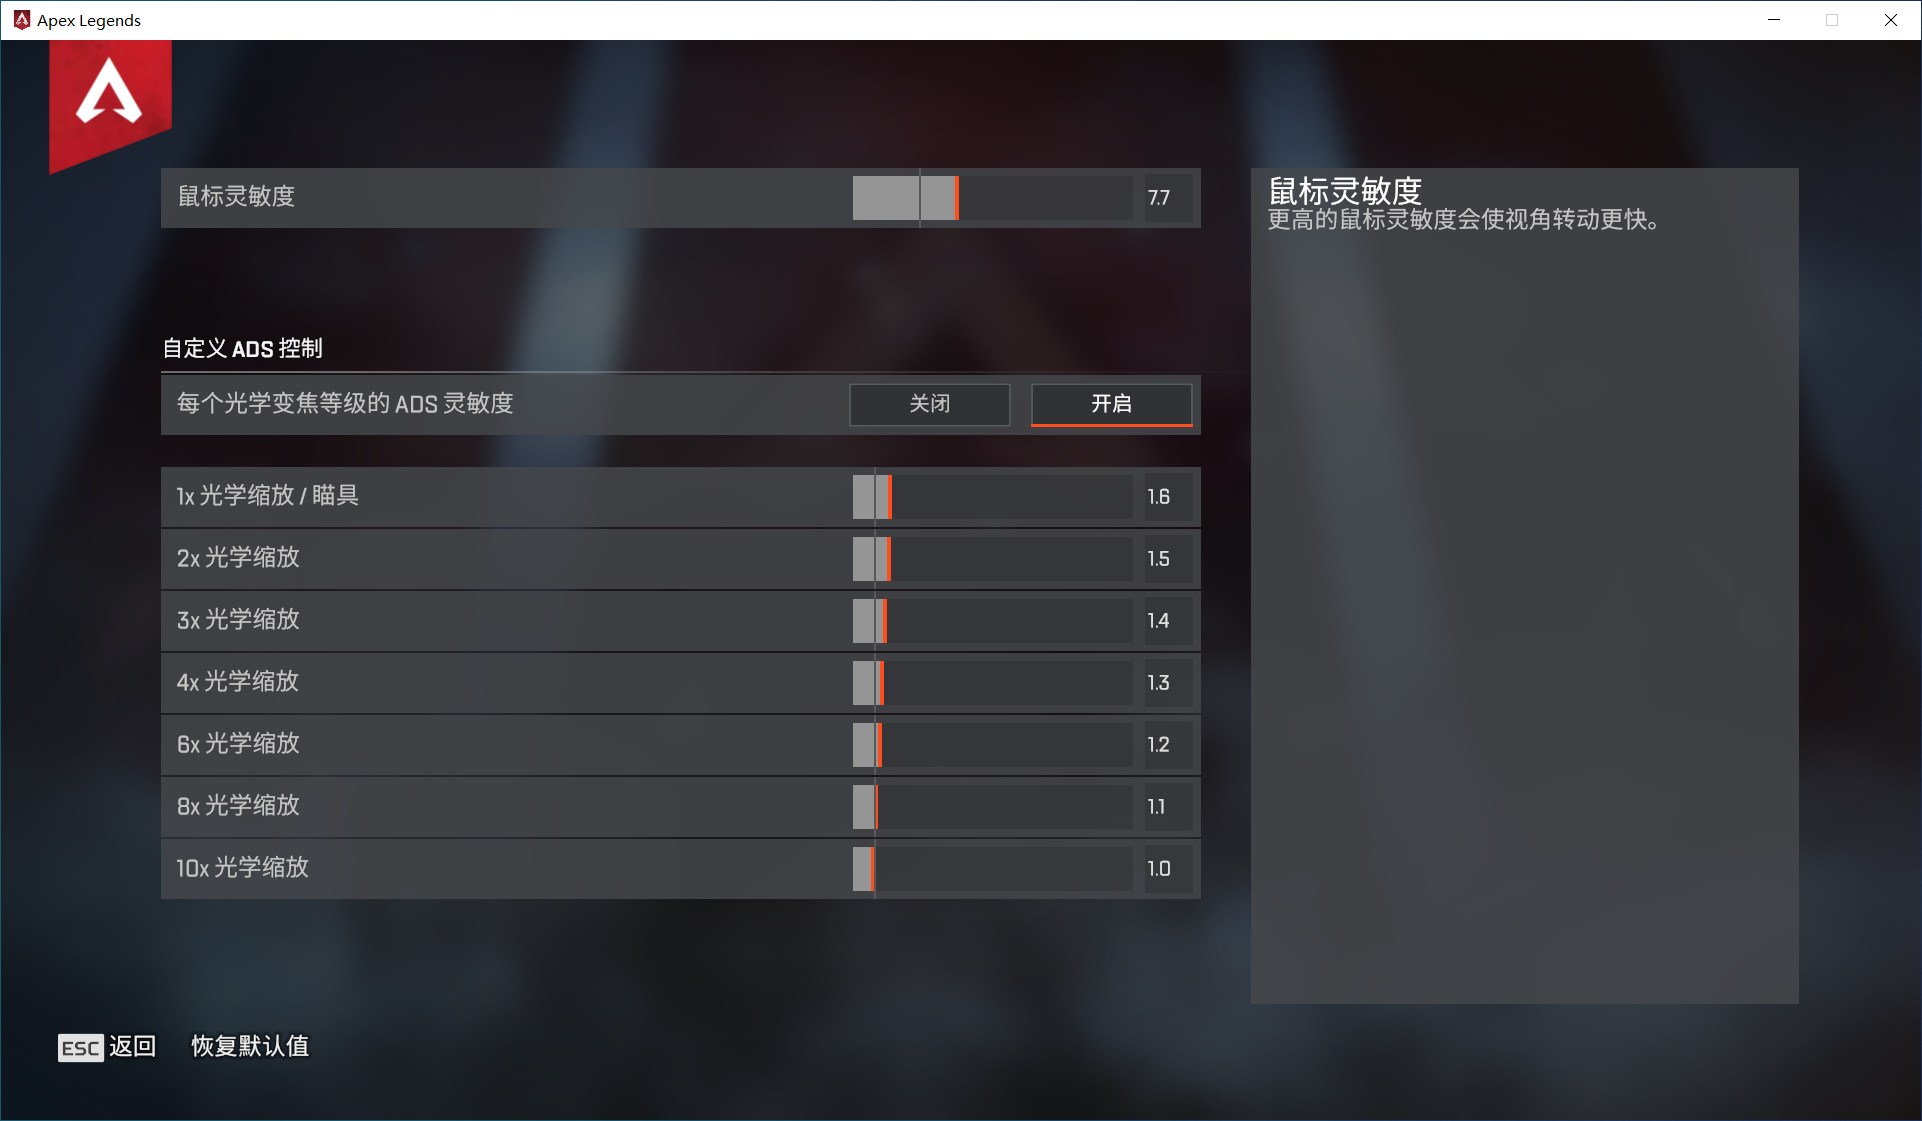 Apex Legends
鼠标灵敏度 7.7
自定义 ADS 控制
每个光学变焦等级的 ADS 灵敏度 关闭 开启
1x 光学缩放 / 瞄具 1.6
2x 光学缩放 1.5
3x 光学缩放 1.4
4x 光学缩放 1.3
6x 光学缩放 1.2
8x 光学缩放 1.1
10x 光学缩放 1.0
鼠标灵敏度
更高的鼠标灵敏度会使视角转动更快。
ESC 返回 恢复默认值